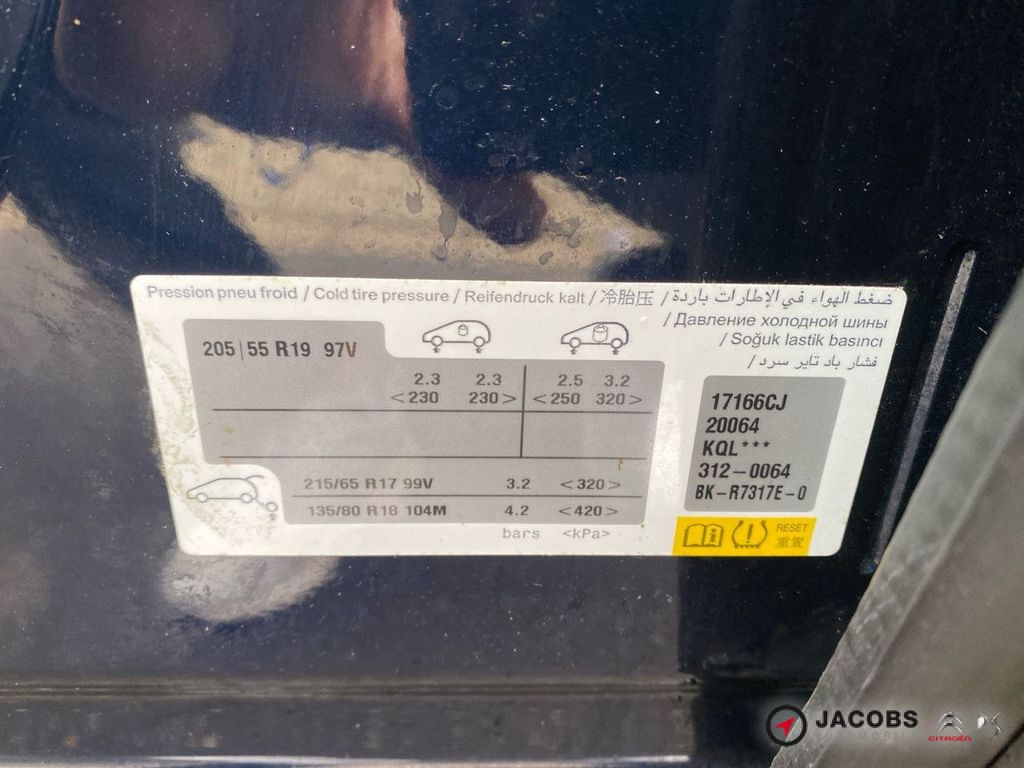 Pression pneu froid / Cold tire pressure / Reifendruck kalt / 冷胎压 / ضغط الهواء في الإطارات باردة
/ Давление холодной шины
/ Soğuk lastik basıncı
/ فشار باد تایر سرد
205 | 55 R19 97V
2.3 2.3 2.5 3.2
<230 230> <250 320>
215/65 R17 99V 3.2 <320>
135/80 R18 104M 4.2 <420>
bars <kPa>
17166CJ
20064
KQL***
312-0064
BK-R7317E-0
RESET
重置
JACOBS
AUTOMOBILE
CITROËN